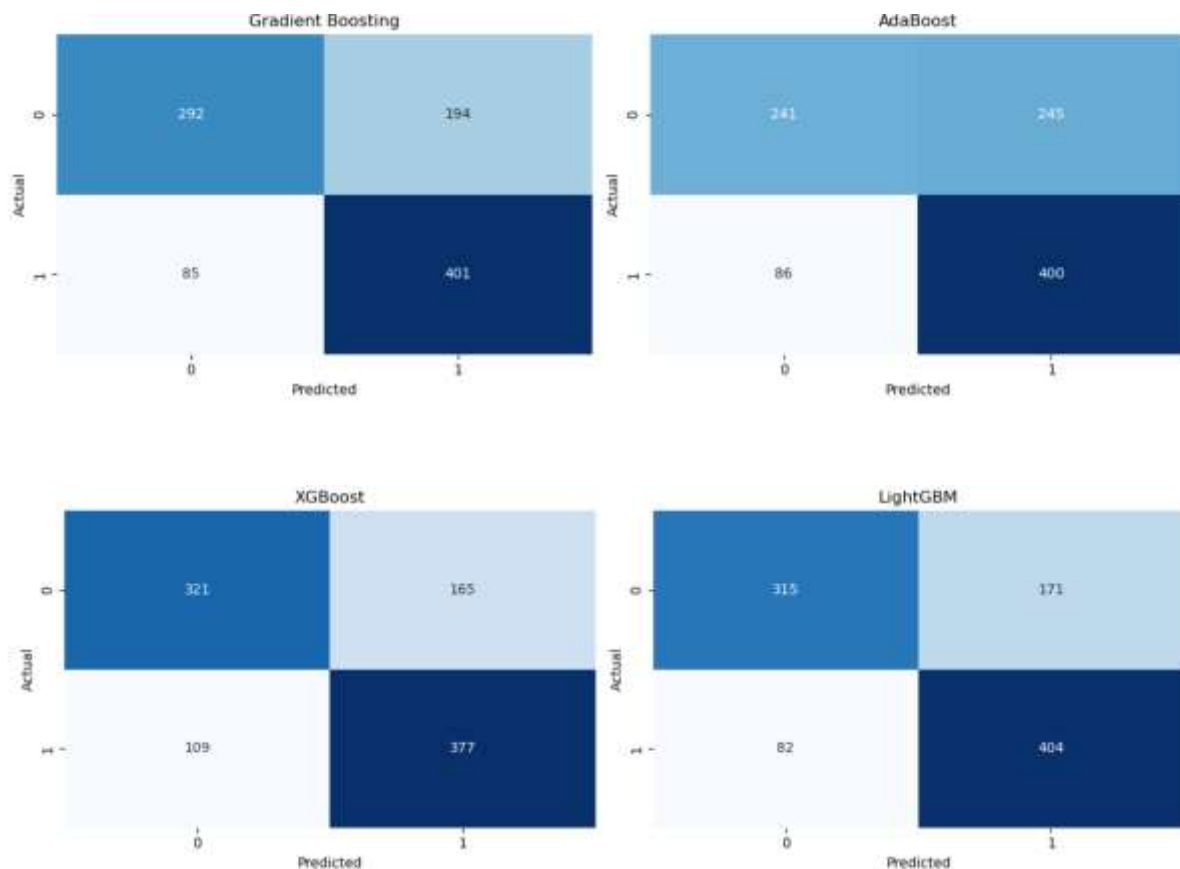 Gradient Boosting
0
292
194
Actual
1
85
401
0
1
Predicted
AdaBoost
0
241
245
Actual
1
86
400
0
1
Predicted
XGBoost
0
321
165
Actual
1
109
377
0
1
Predicted
LightGBM
0
315
171
Actual
1
82
404
0
1
Predicted